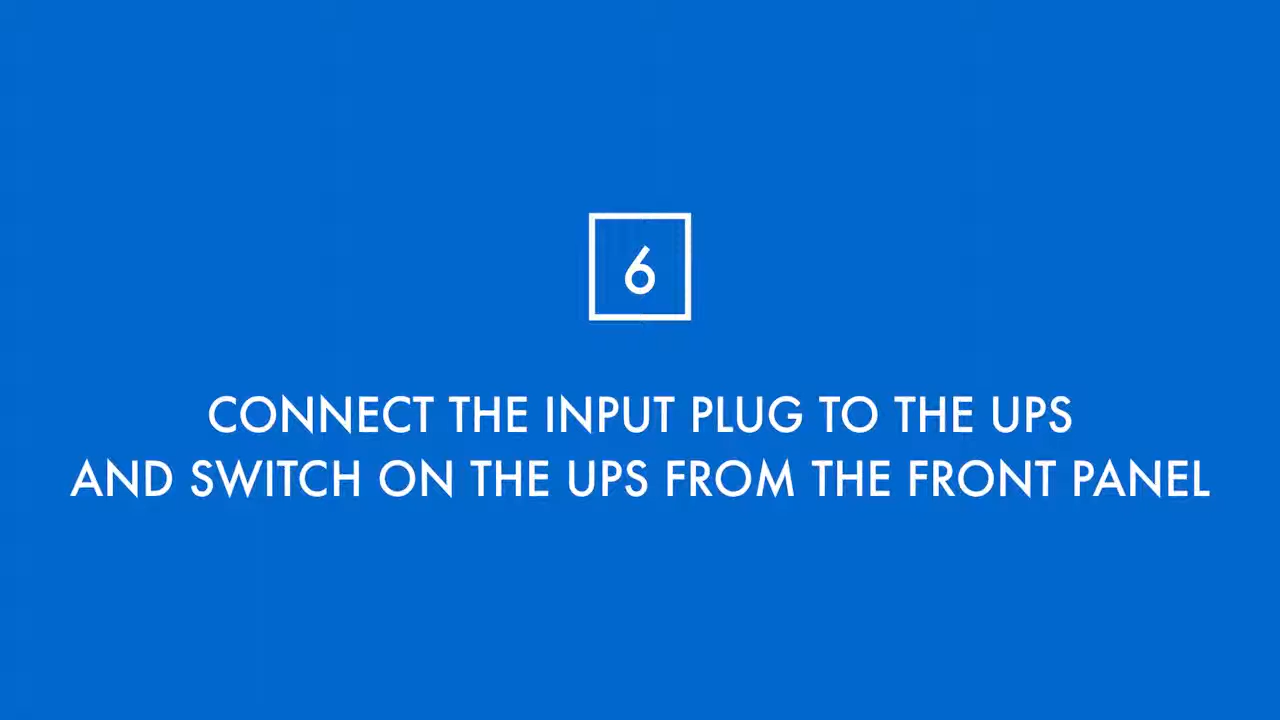 6
CONNECT THE INPUT PLUG TO THE UPS
AND SWITCH ON THE UPS FROM THE FRONT PANEL